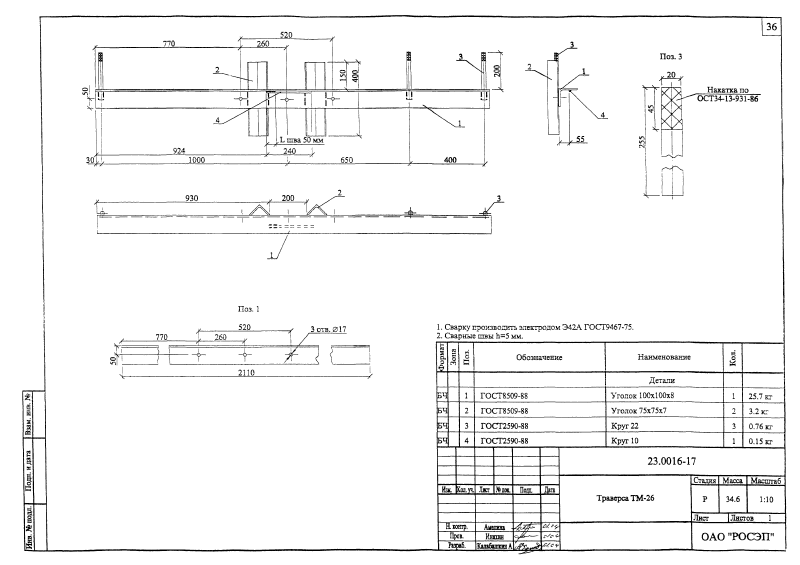 36
520
770
260
2
3
50
150
400
200
4
1
L шва 50 мм
924
240
30
1000
650
400
3
2
1
4
55
Поз. 3
20
Накатка по
ОСТ34-13-931-86
45
255
930
200
2
3
1
Поз. 1
520
770
260
3 отв. ⌀17
50
2110
1. Сварку производить электродом Э42А ГОСТ9467-75.
2. Сварные швы h=5 мм.
Формат Зона Поз. Обозначение Наименование Кол.
Детали
БЧ 1 ГОСТ8509-88 Уголок 100х100х8 1 25.7 кг
БЧ 2 ГОСТ8509-88 Уголок 75х75х7 2 3.2 кг
БЧ 3 ГОСТ2590-88 Круг 22 3 0.76 кг
БЧ 4 ГОСТ2590-88 Круг 10 1 0.15 кг
23.0016-17
Изм. Кол. уч. Лист № док. Подп. Дата
Траверса ТМ-26
Стадия Масса Масштаб
Р 34.6 1:10
Лист Листов 1
Н. контр. Амелина
Пров. Инялин
Разраб. Калабашкин А
ОАО "РОСЭП"
Взам. инв. №
Подп. и дата
Инв. № подл.